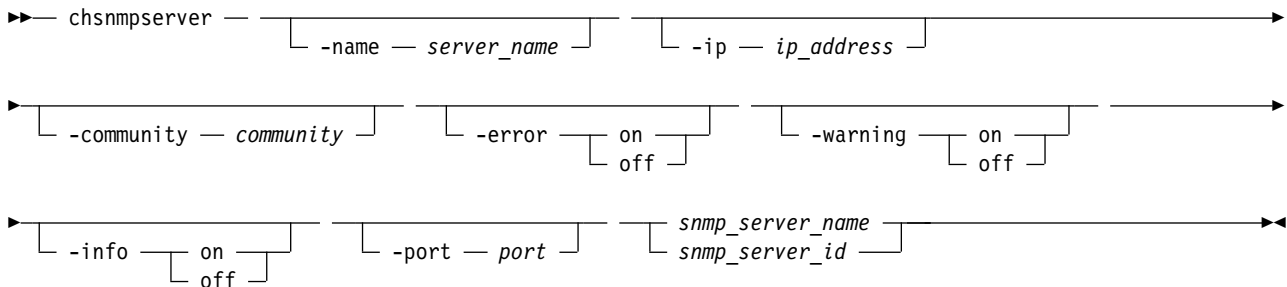 chsnmpserver -name server_name -ip ip_address
-community community -error on off -warning on off
-info on off -port port snmp_server_name snmp_server_id